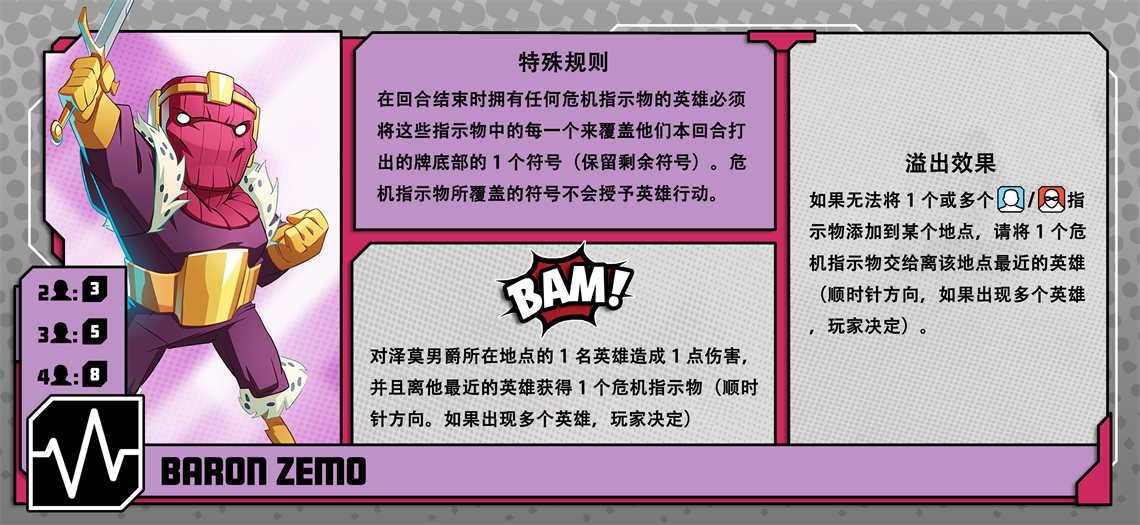 特殊规则
在回合结束时拥有任何危机指示物的英雄必须
将这些指示物中的每一个来覆盖他们本回合打
出的牌底部的 1 个符号（保留剩余符号）。危
机指示物所覆盖的符号不会授予英雄行动。
BAM!
对泽莫男爵所在地点的 1 名英雄造成 1 点伤害，
并且离他最近的英雄获得 1 个危机指示物（顺时
针方向。如果出现多个英雄，玩家决定）
溢出效果
如果无法将 1 个或多个 / 指
示物添加到某个地点，请将 1 个危
机指示物交给离该地点最近的英雄
（顺时针方向，如果出现多个英雄
，玩家决定）。
2 : 3
3 : 5
4 : 8
BARON ZEMO